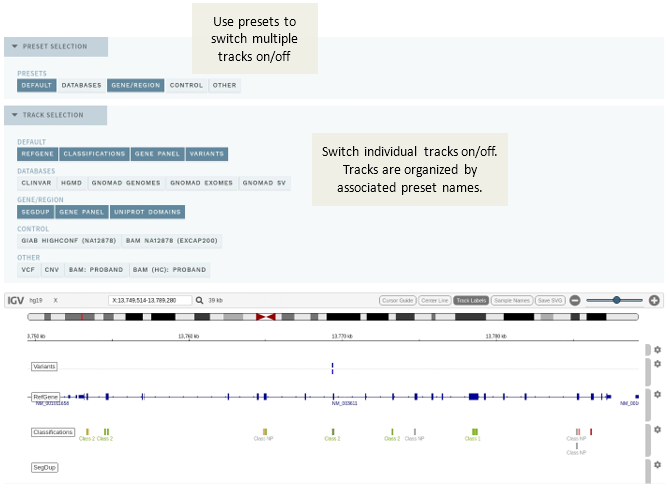 Use presets to
switch multiple
tracks on/off
PRESET SELECTION
PRESETS
DEFAULT DATABASES GENE/REGION CONTROL OTHER
TRACK SELECTION
Switch individual tracks on/off.
Tracks are organized by
associated preset names.
DEFAULT
REFGENE CLASSIFICATIONS GENE PANEL VARIANTS
DATABASES
CLINVAR HGMD GNOMAD GENOMES GNOMAD EXOMES GNOMAD SV
GENE/REGION
SEGDUP GENE PANEL UNIPROT DOMAINS
CONTROL
GIAB HIGHCONF (NA12878) BAM NA12878 (EXCAP200)
OTHER
VCF CNV BAM: PROBAND BAM (HC): PROBAND
IGV hg19 X X:13,749,514-13,789,280 39 kb Cursor Guide Center Line Track Labels Sample Names Save SVG
3,750 kb 13,760 kb 13,770 kb 13,780 kb
Variants
RefGene
NM_003611 NM_001
Classifications
Class 2 Class 2 Class NP Class 2 Class 2 Class NP Class 2 Class NP
Class NP
SegDup